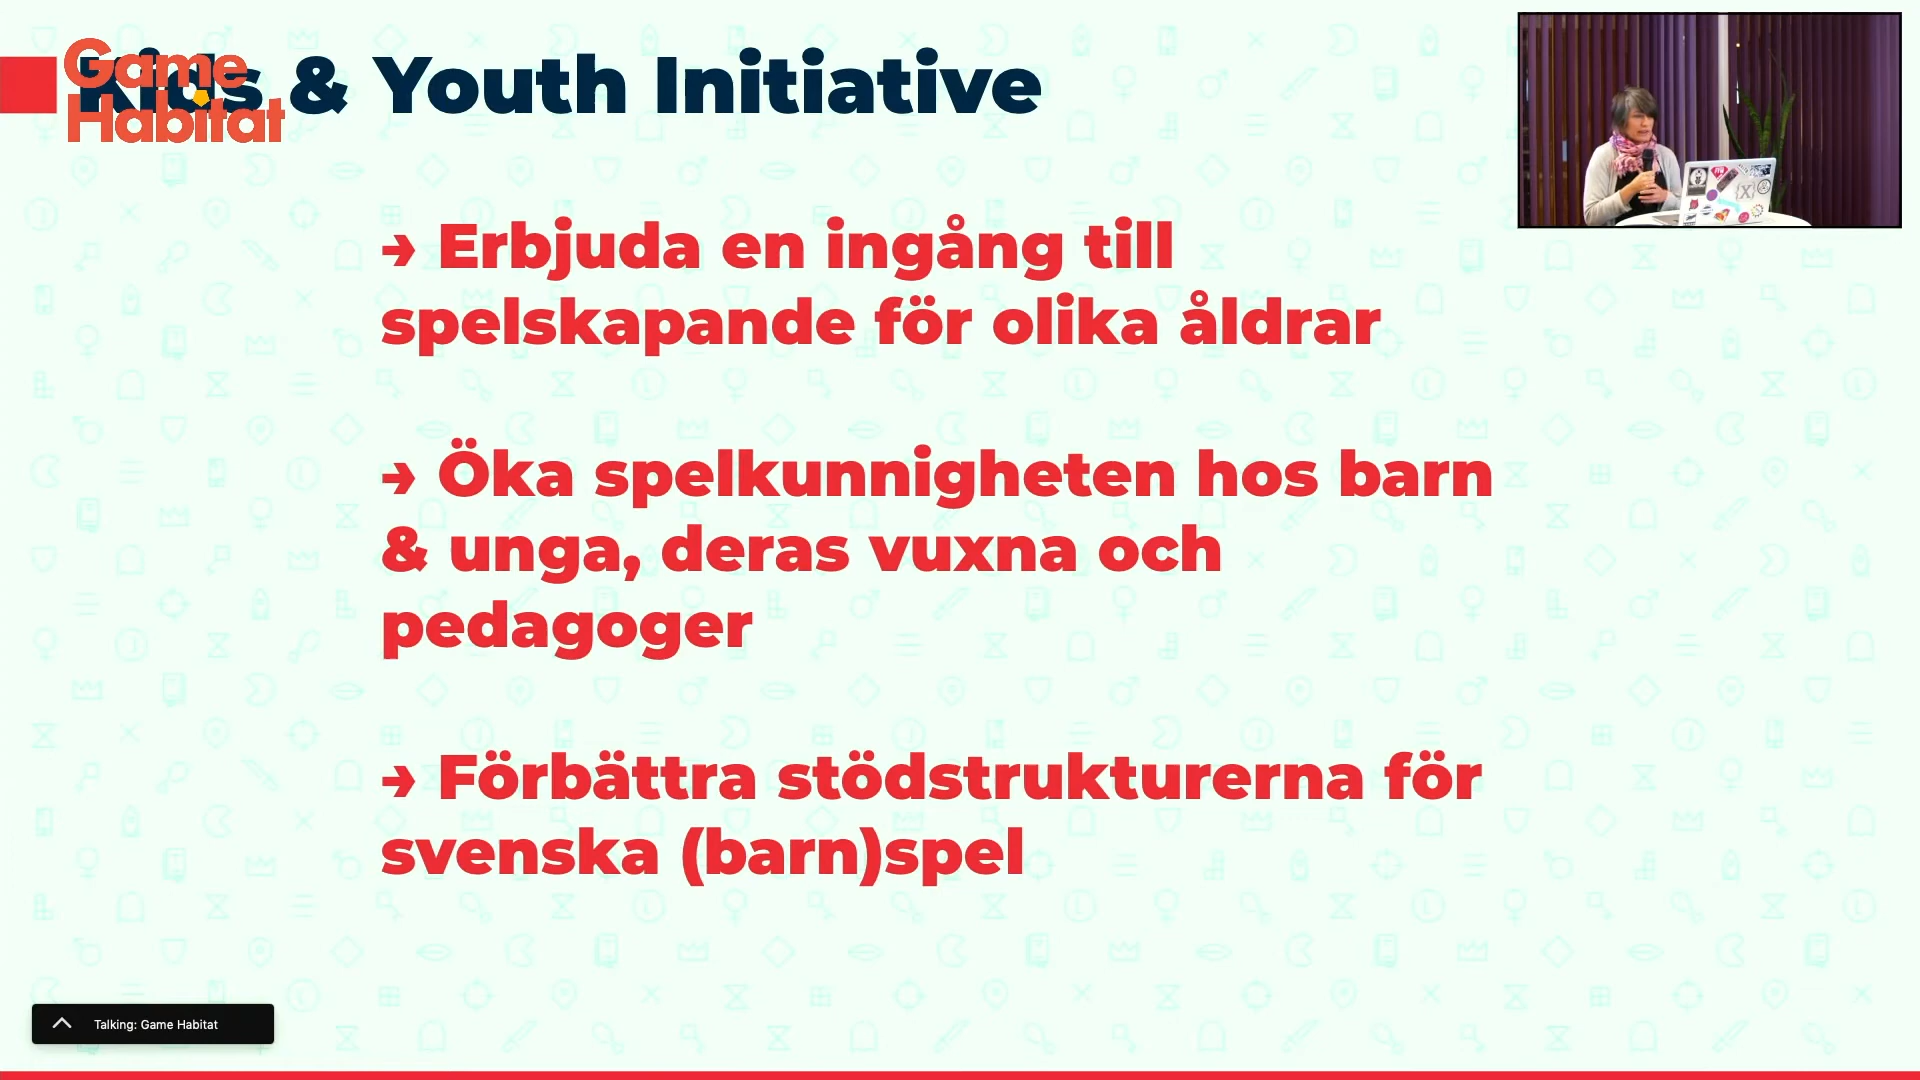 Kids & Youth Initiative
Game
Habitat
→ Erbjuda en ingång till
spelskapande för olika åldrar
→ Öka spelkunnigheten hos barn
& unga, deras vuxna och
pedagoger
→ Förbättra stödstrukturerna för
svenska (barn)spel
Talking: Game Habitat